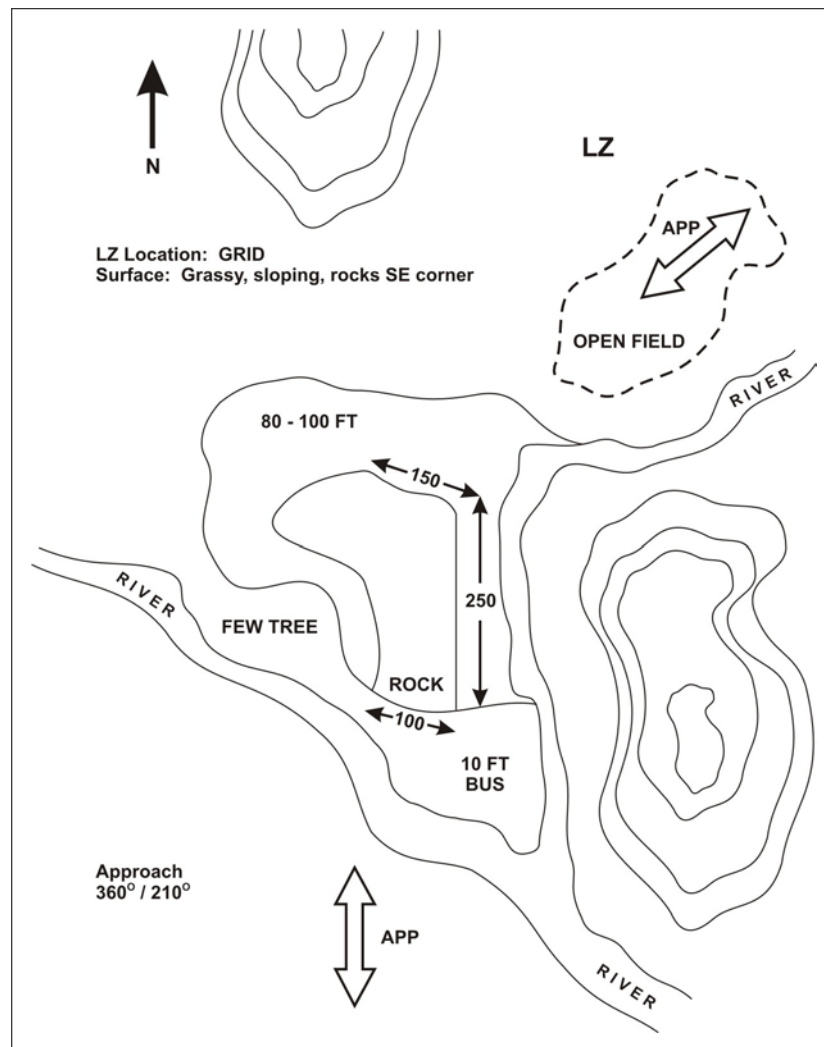 N
LZ
LZ Location: GRID
Surface: Grassy, sloping, rocks SE corner
APP
OPEN FIELD
RIVER
80 - 100 FT
150
RIVER
250
FEW TREE
ROCK
100
10 FT
BUS
Approach
360° / 210°
APP
RIVER